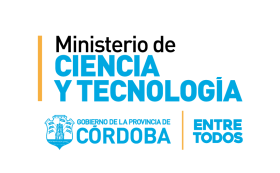 Ministerio de
CIENCIA
Y TECNOLOGÍA
GOBIERNO DE LA PROVINCIA DE
CÓRDOBA
ENTRE
TODOS